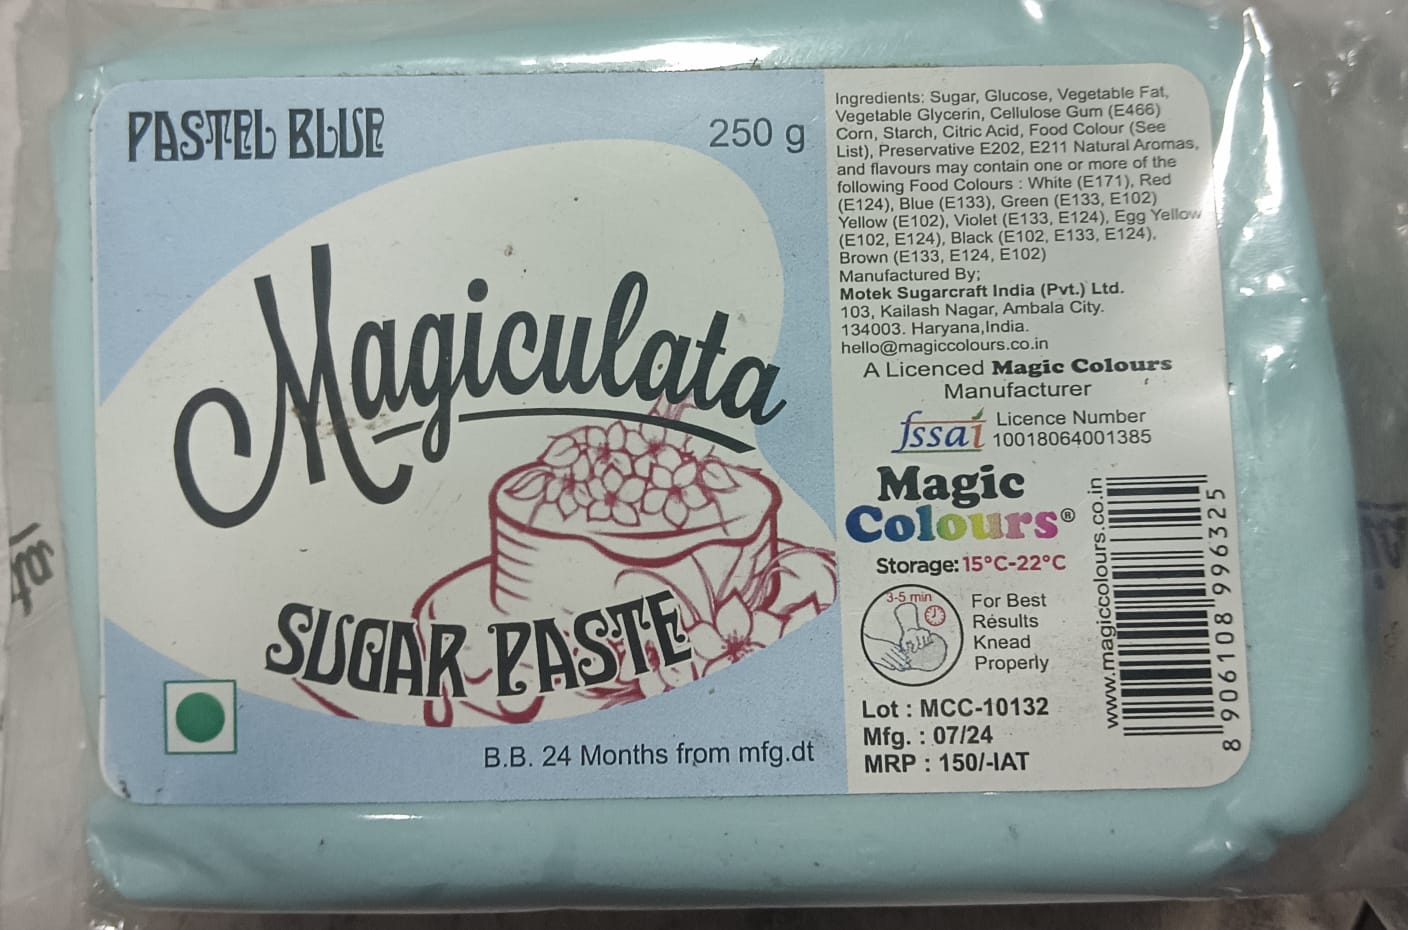 PASTEL BLUE
250 g
Magiculata
SUGAR PASTE
B.B. 24 Months from mfg.dt
Ingredients: Sugar, Glucose, Vegetable Fat,
Vegetable Glycerin, Cellulose Gum (E466)
Corn, Starch, Citric Acid, Food Colour (See
List), Preservative E202, E211 Natural Aromas,
and flavours may contain one or more of the
following Food Colours : White (E171), Red
(E124), Blue (E133), Green (E133, E102)
Yellow (E102), Violet (E133, E124), Egg Yellow
(E102, E124), Black (E102, E133, E124),
Brown (E133, E124, E102)
Manufactured By;
Motek Sugarcraft India (Pvt.) Ltd.
103, Kailash Nagar, Ambala City.
134003. Haryana,India.
hello@magiccolours.co.in
A Licenced Magic Colours
Manufacturer
fssai Licence Number
10018064001385
Magic
Colours®
Storage: 15°C-22°C
3-5 min
For Best
Results
Knead
Properly
Lot : MCC-10132
Mfg. : 07/24
MRP : 150/-IAT
www.magiccolours.co.in
8 906108 996325